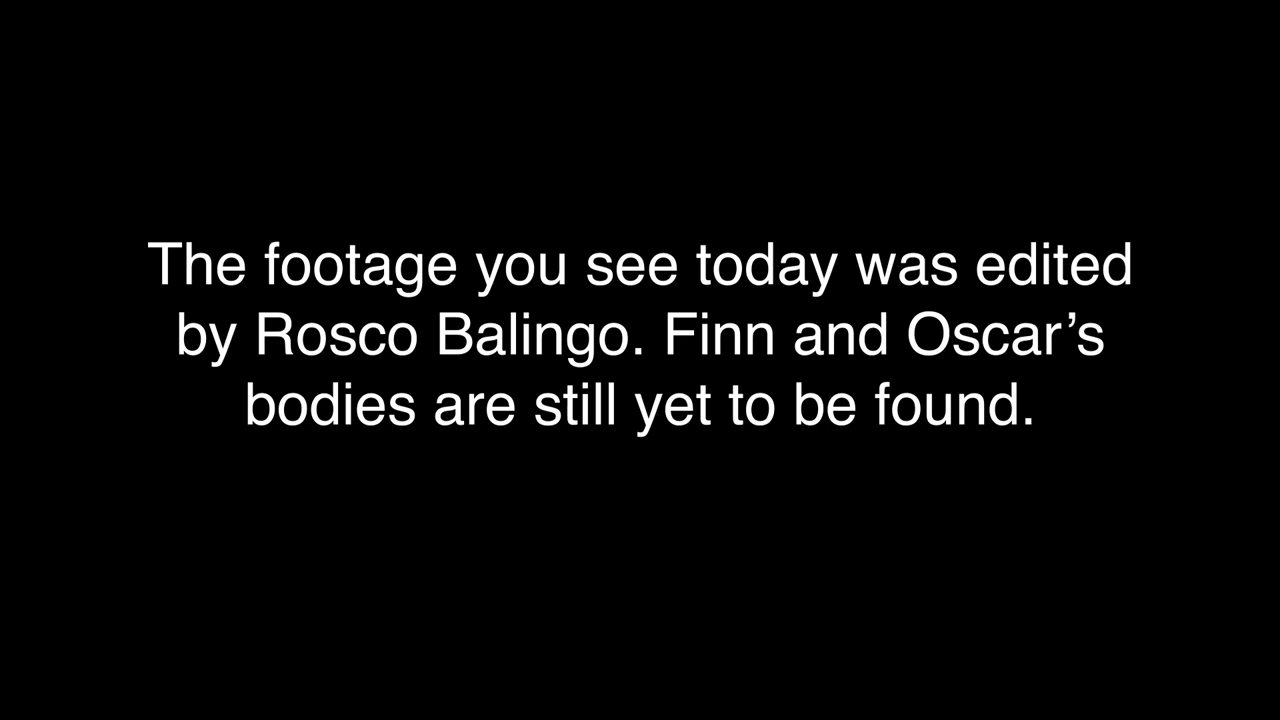 The footage you see today was edited
by Rosco Balingo. Finn and Oscar’s
bodies are still yet to be found.